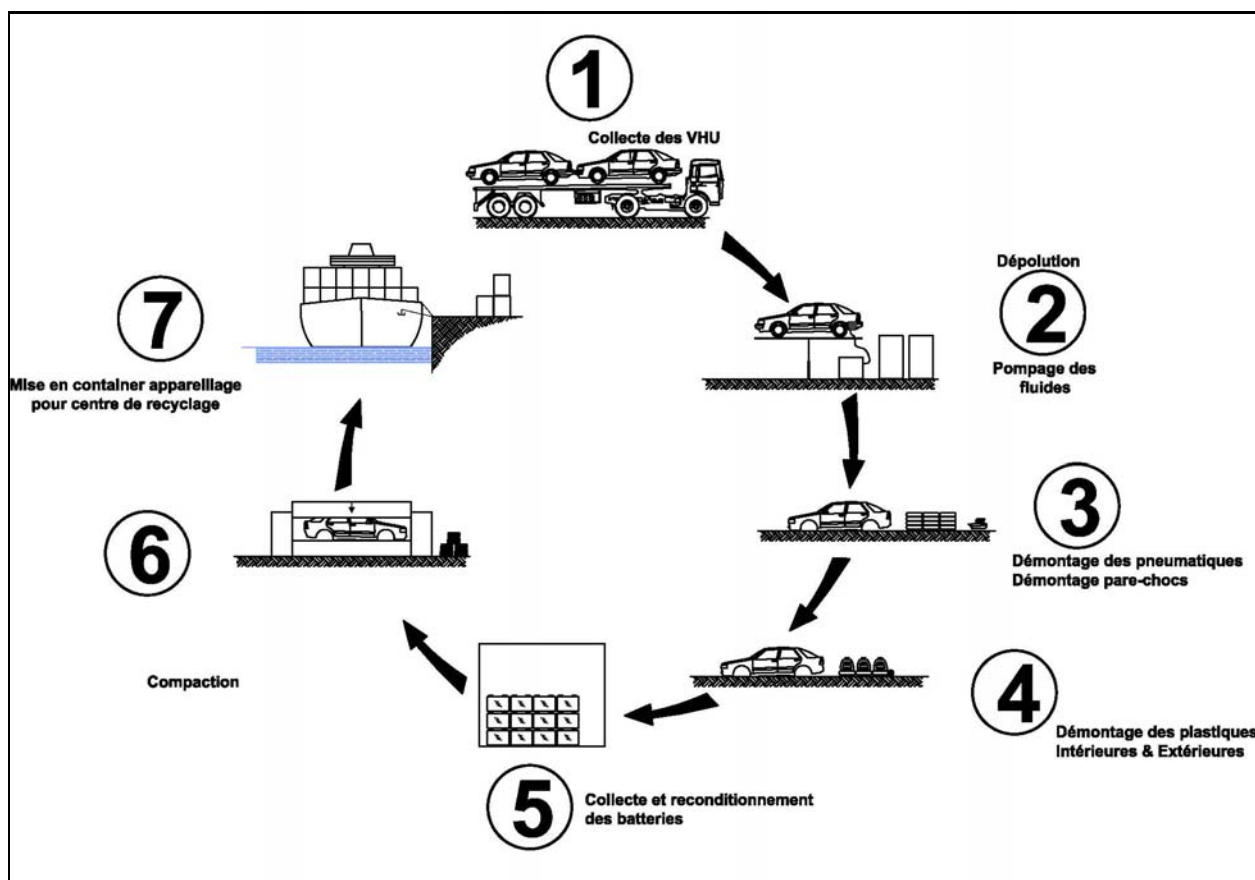 1
Collecte des VHU
Dépolution
2
Pompage des
fluides
3
Démontage des pneumatiques
Démontage pare-chocs
4
Démontage des plastiques
Intérieures & Extérieures
5
Collecte et reconditionnement
des batteries
6
Compaction
7
Mise en container appareillage
pour centre de recyclage